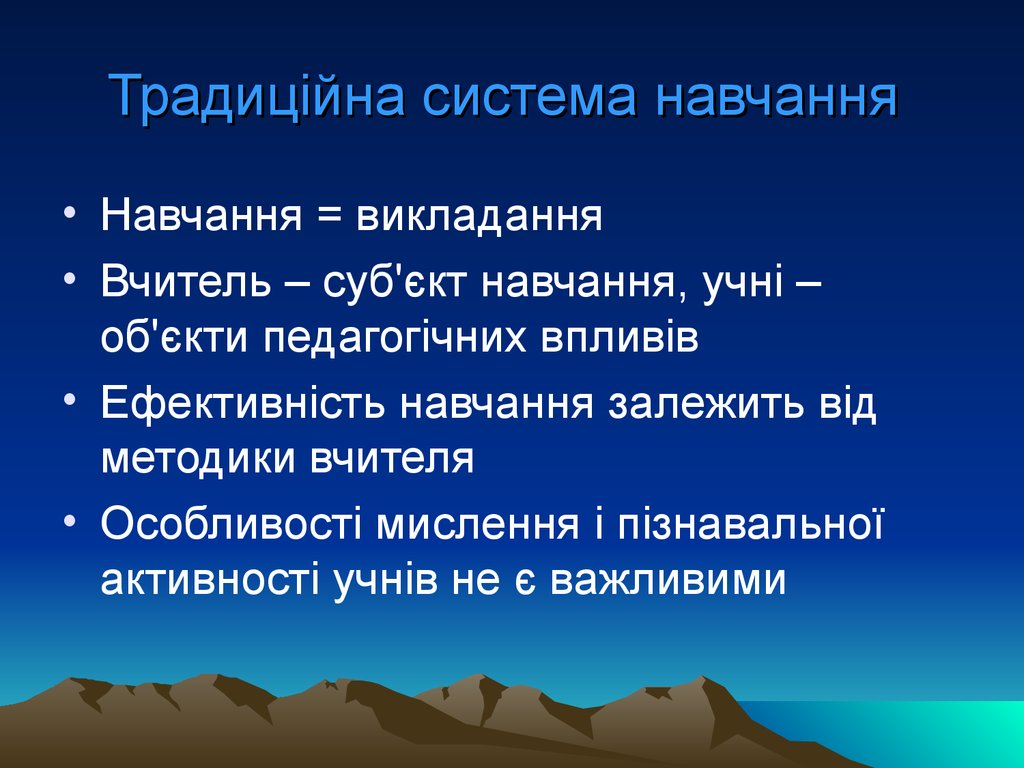 Традиційна система навчання
• Навчання = викладання
• Вчитель – суб'єкт навчання, учні –
об'єкти педагогічних впливів
• Ефективність навчання залежить від
методики вчителя
• Особливості мислення і пізнавальної
активності учнів не є важливими